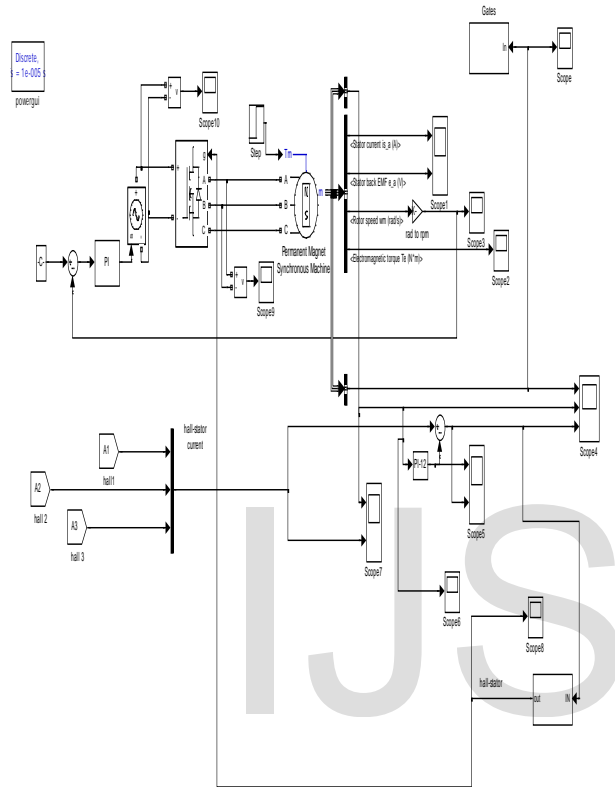 Gates
Discrete,
s = 1e-005 s
powergui
In
Scope
+
v
-
Scope10
Step
Tm
g
+
A
A
N
m
<Stator current is_a (A)>
<Stator back EMF e_a (V)>
Scope1
-
B
B
S
<Rotor speed wm (rad/s)>
rad to rpm
Scope3
C
C
Permanent Magnet
Synchronous Machine
<Electromagnetic torque Te (N*m)>
Scope2
-C-
PI
+
v
-
Scope9
hall-stator
current
A1
hall1
A2
hall 2
A3
hall 3
PI-12
Scope4
Scope5
Scope7
Scope6
Scope8
hall-stator
out
IN
IJS